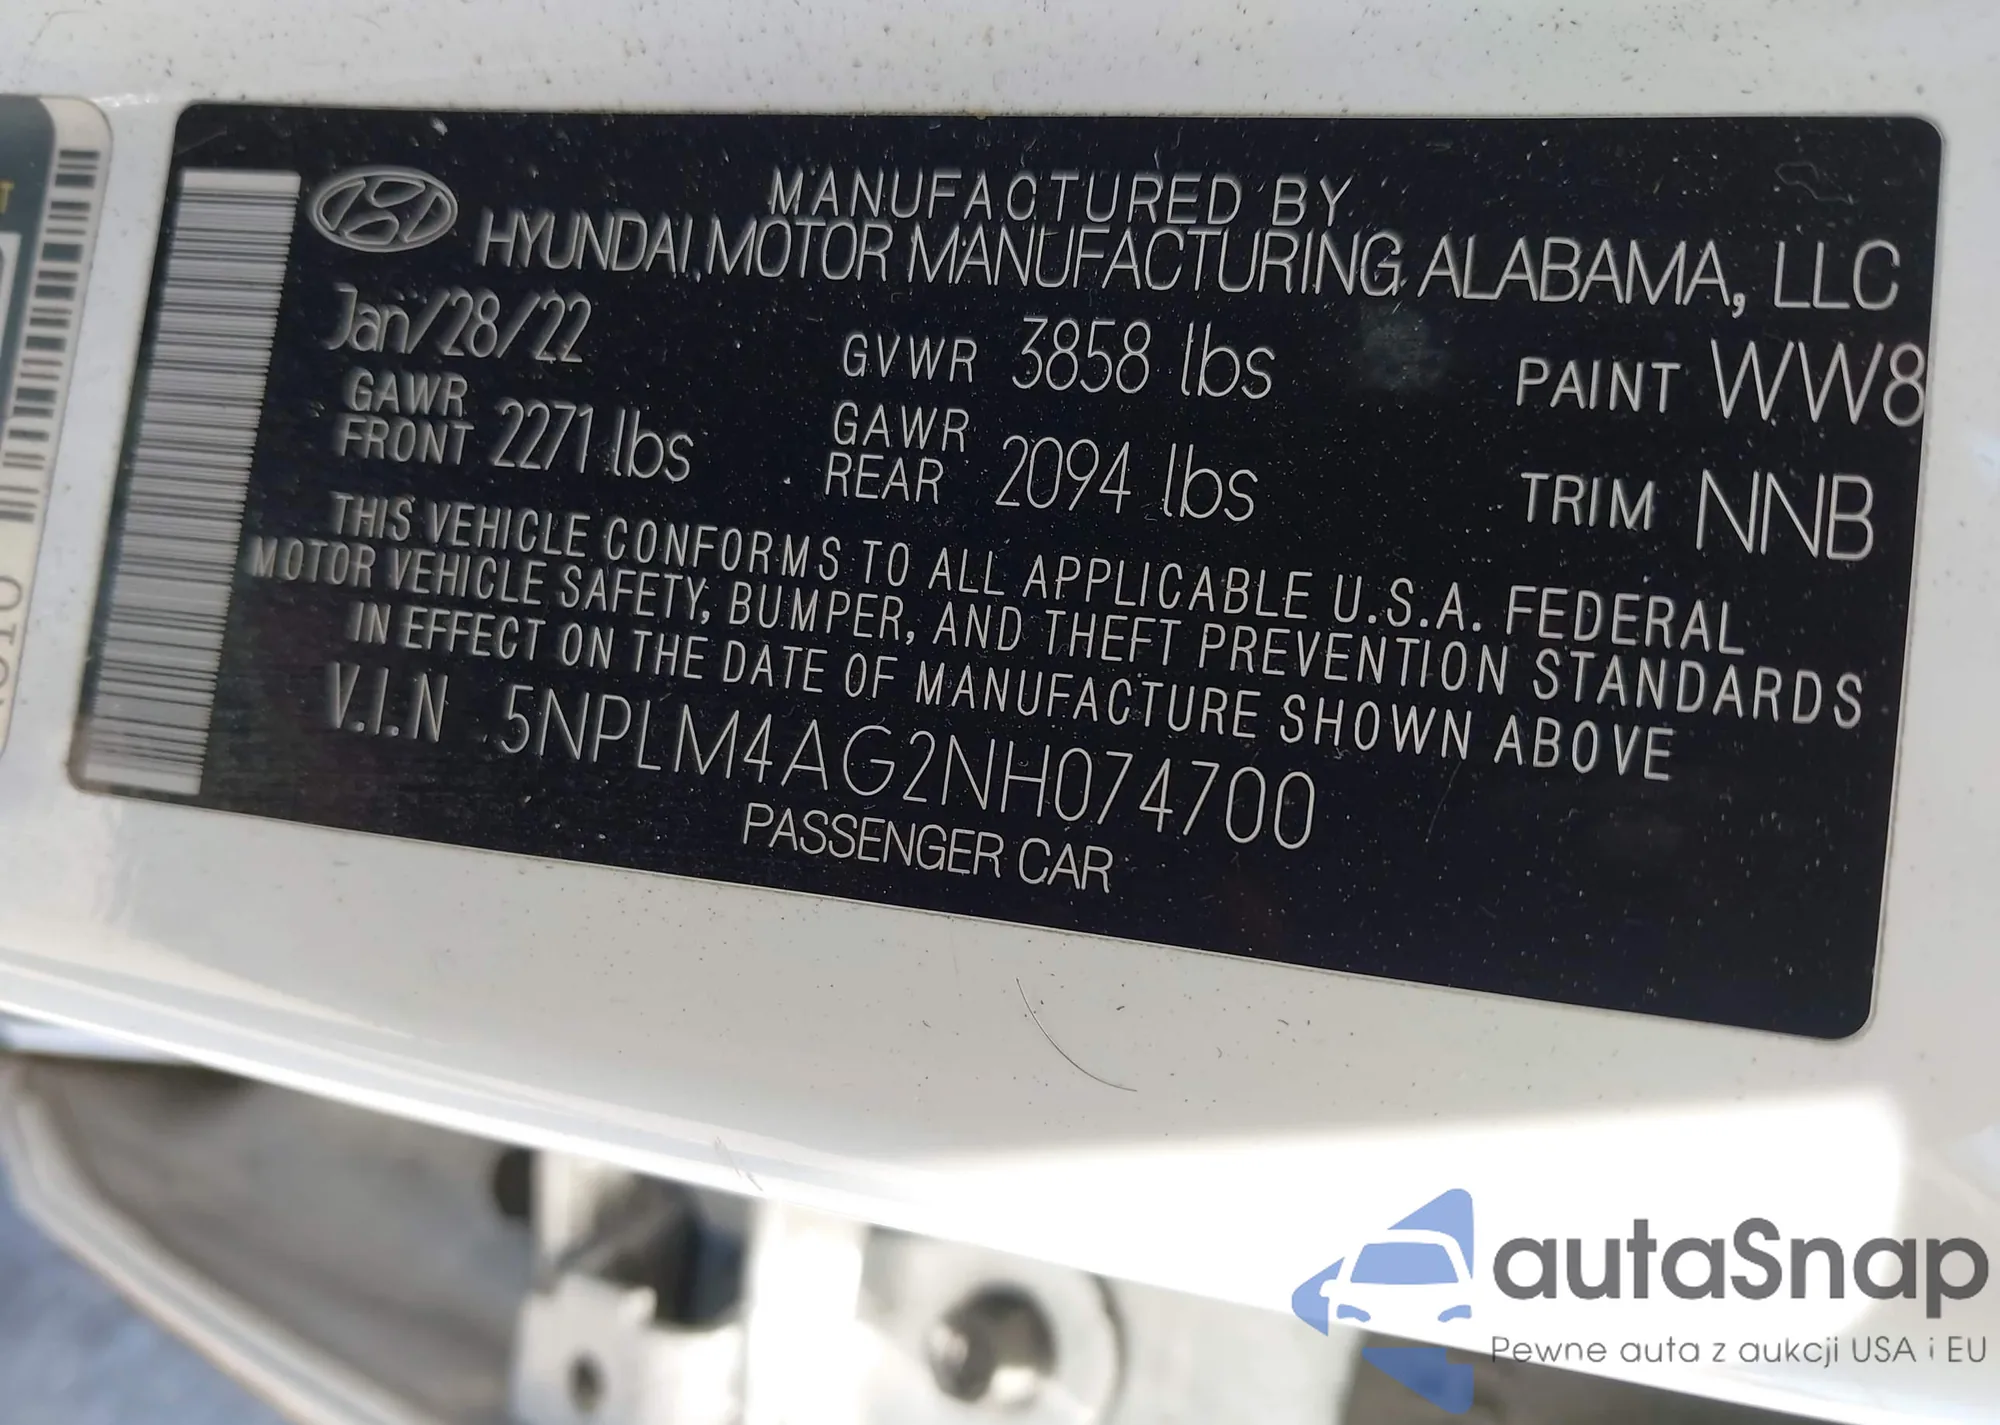 MANUFACTURED BY
HYUNDAI MOTOR MANUFACTURING ALABAMA, LLC
Jan/28/22 GVWR 3858 lbs PAINT WW8
GAWR FRONT 2271 lbs GAWR REAR 2094 lbs TRIM NNB
THIS VEHICLE CONFORMS TO ALL APPLICABLE U.S.A. FEDERAL
MOTOR VEHICLE SAFETY, BUMPER, AND THEFT PREVENTION STANDARDS
IN EFFECT ON THE DATE OF MANUFACTURE SHOWN ABOVE
V.I.N 5NPLM4AG2NH074700
PASSENGER CAR
autaSnap
Pewne auta z aukcji USA i EU